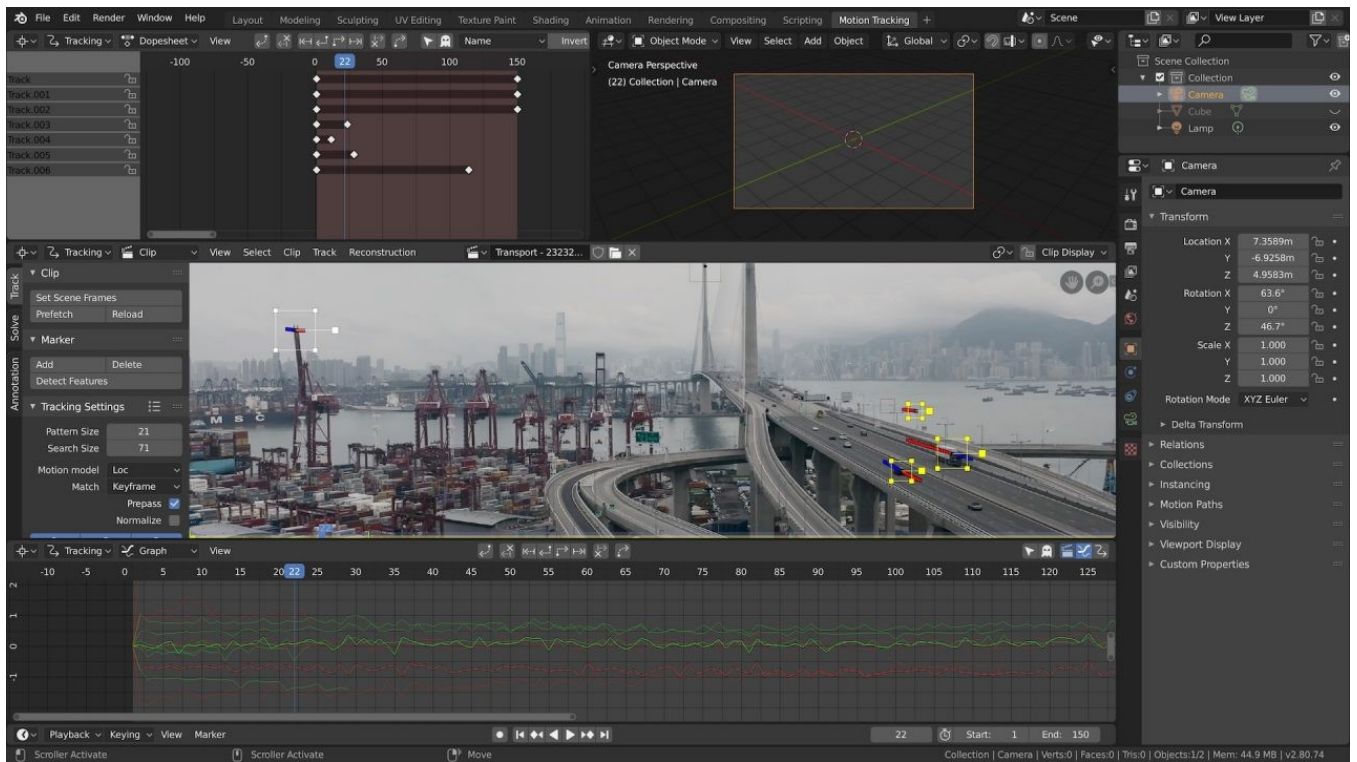 File Edit Render Window Help Layout Modeling Sculpting UV Editing Texture Paint Shading Animation Rendering Compositing Scripting Motion Tracking + Scene View Layer
Tracking Dopesheet View Name Invert Object Mode View Select Add Object Global
-100 -50 0 22 50 100 150
Track
Track.001
Track.002
Track.003
Track.004
Track.005
Track.006
Camera Perspective
(22) Collection | Camera
Scene Collection
Collection
Camera
Cube
Lamp
Camera
Camera
Transform
Location X 7.3589m
Y -6.9258m
Z 4.9583m
Rotation X 63.6°
Y 0°
Z 46.7°
Scale X 1.000
Y 1.000
Z 1.000
Rotation Mode XYZ Euler
Delta Transform
Relations
Collections
Instancing
Motion Paths
Visibility
Viewport Display
Custom Properties
Tracking Clip View Select Clip Track Reconstruction Transport - 23232... Clip Display
Track
Solve
Annotation
Clip
Set Scene Frames
Prefetch Reload
Marker
Add Delete
Detect Features
Tracking Settings
Pattern Size 21
Search Size 71
Motion model Loc
Match Keyframe
Prepass
Normalize
M S C
Tracking Graph View
-10 -5 0 5 10 15 20 22 25 30 35 40 45 50 55 60 65 70 75 80 85 90 95 100 105 110 115 120 125
2
1
0
-1
Playback Keying View Marker 22 Start: 1 End: 150
Scroller Activate Scroller Activate Move Collection | Camera | Verts:0 | Faces:0 | Tris:0 | Objects:1/2 | Mem: 44.9 MB | v2.80.74